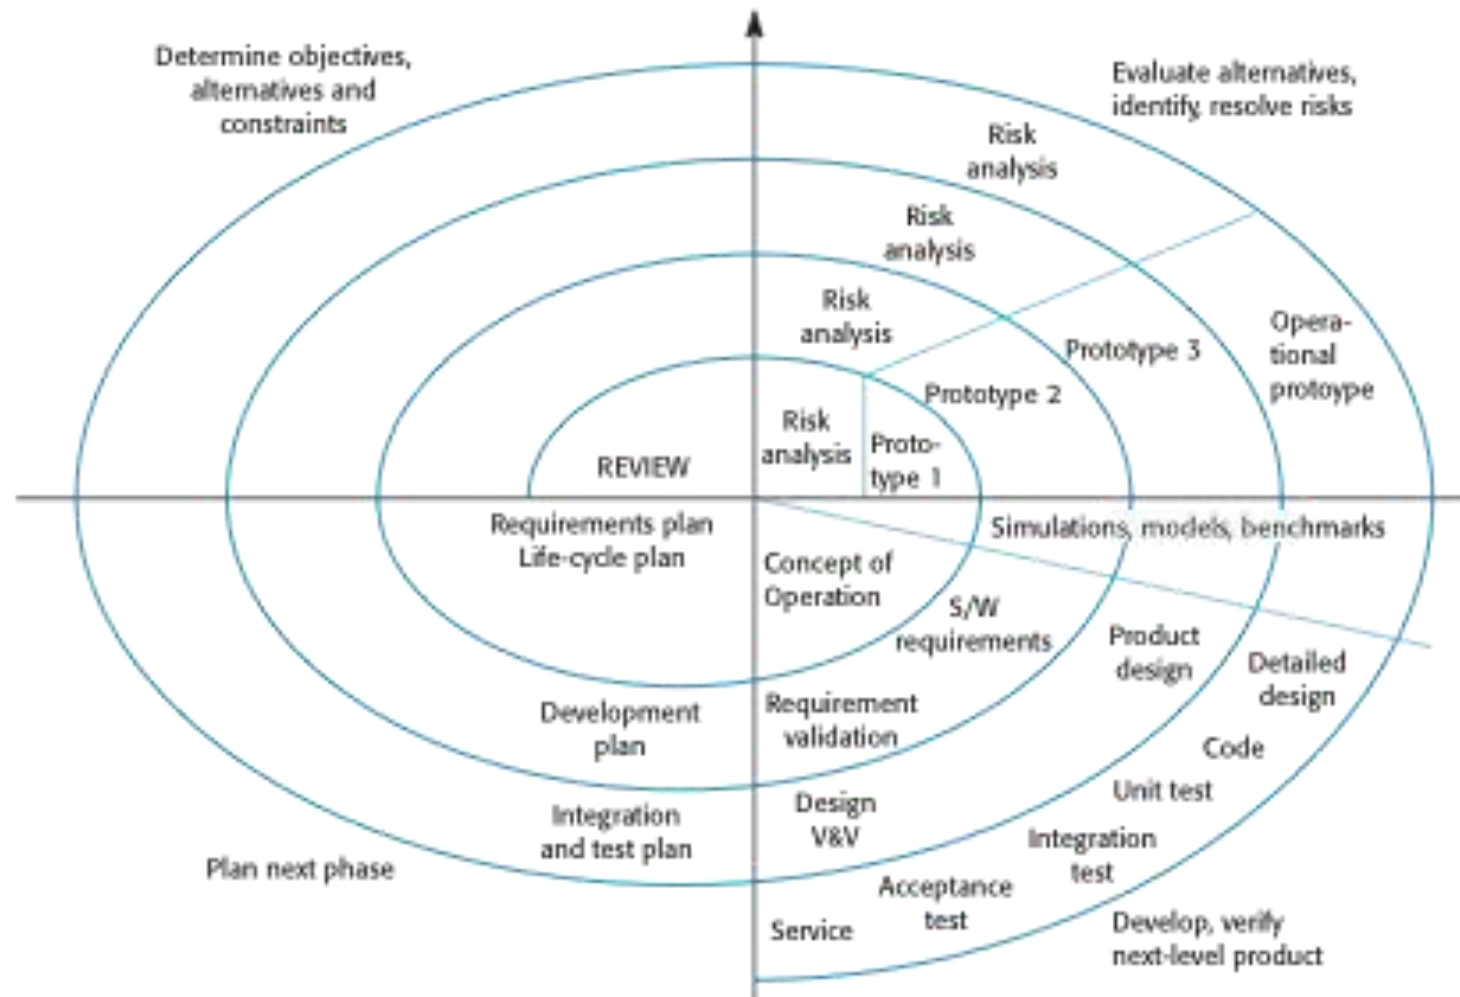 Determine objectives,
alternatives and
constraints
Evaluate alternatives,
identify, resolve risks
Risk
analysis
Risk
analysis
Risk
analysis
Risk
analysis
Proto-
type 1
Prototype 2
Prototype 3
Opera-
tional
protoype
REVIEW
Requirements plan
Life-cycle plan
Simulations, models, benchmarks
Concept of
Operation
S/W
requirements
Product
design
Detailed
design
Development
plan
Requirement
validation
Code
Unit test
Integration
and test plan
Design
V&V
Integration
test
Plan next phase
Acceptance
test
Service
Develop, verify
next-level product